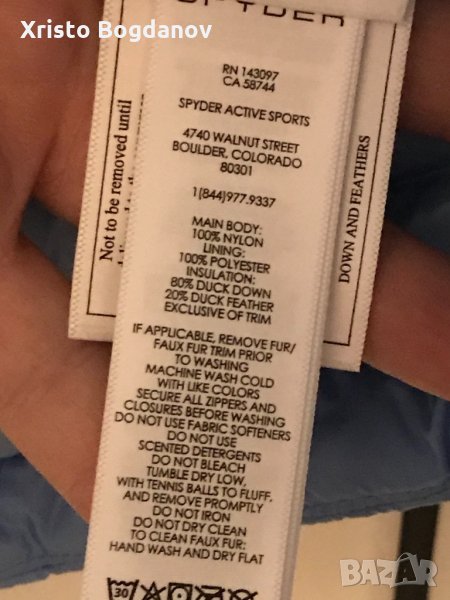 Xristo Bogdanov
SPYDER
RN 143097
CA 58744
SPYDER ACTIVE SPORTS
4740 WALNUT STREET
BOULDER, COLORADO
80301
1(844)977.9337
MAIN BODY:
100% NYLON
LINING:
100% POLYESTER
INSULATION:
80% DUCK DOWN
20% DUCK FEATHER
EXCLUSIVE OF TRIM
IF APPLICABLE, REMOVE FUR/
FAUX FUR TRIM PRIOR
TO WASHING
MACHINE WASH COLD
WITH LIKE COLORS
SECURE ALL ZIPPERS AND
CLOSURES BEFORE WASHING
DO NOT USE FABRIC SOFTENERS
DO NOT USE
SCENTED DETERGENTS
DO NOT BLEACH
TUMBLE DRY LOW,
WITH TENNIS BALLS TO FLUFF,
AND REMOVE PROMPTLY
DO NOT IRON
DO NOT DRY CLEAN
TO CLEAN FAUX FUR:
HAND WASH AND DRY FLAT
30
Not to be removed until
DOWN AND FEATHERS
bazar